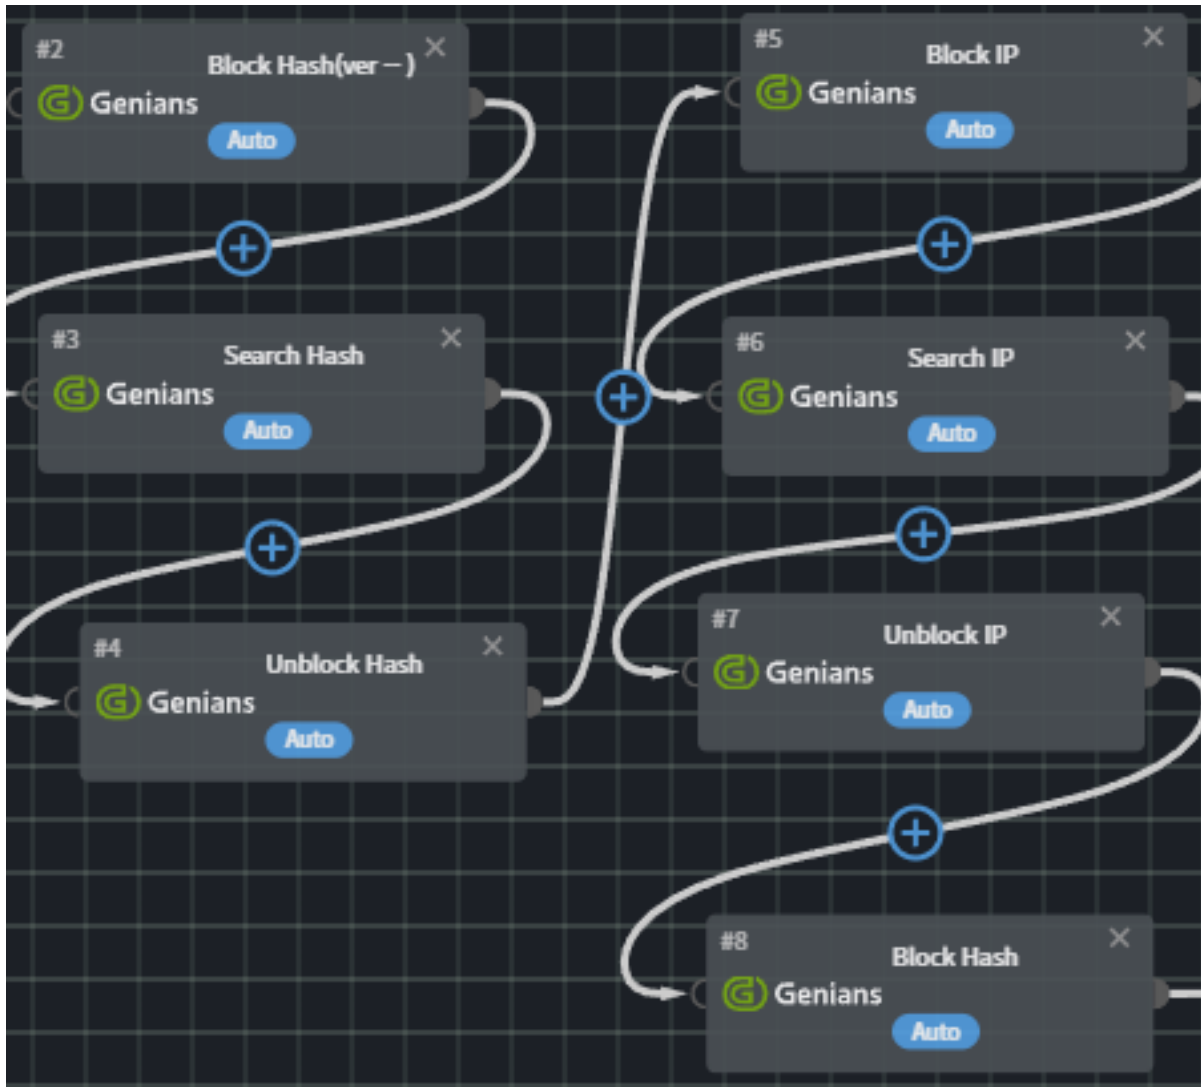 #2
Block Hash(ver－)
Genians
Auto
#3
Search Hash
Genians
Auto
#4
Unblock Hash
Genians
Auto
#5
Block IP
Genians
Auto
#6
Search IP
Genians
Auto
#7
Unblock IP
Genians
Auto
#8
Block Hash
Genians
Auto